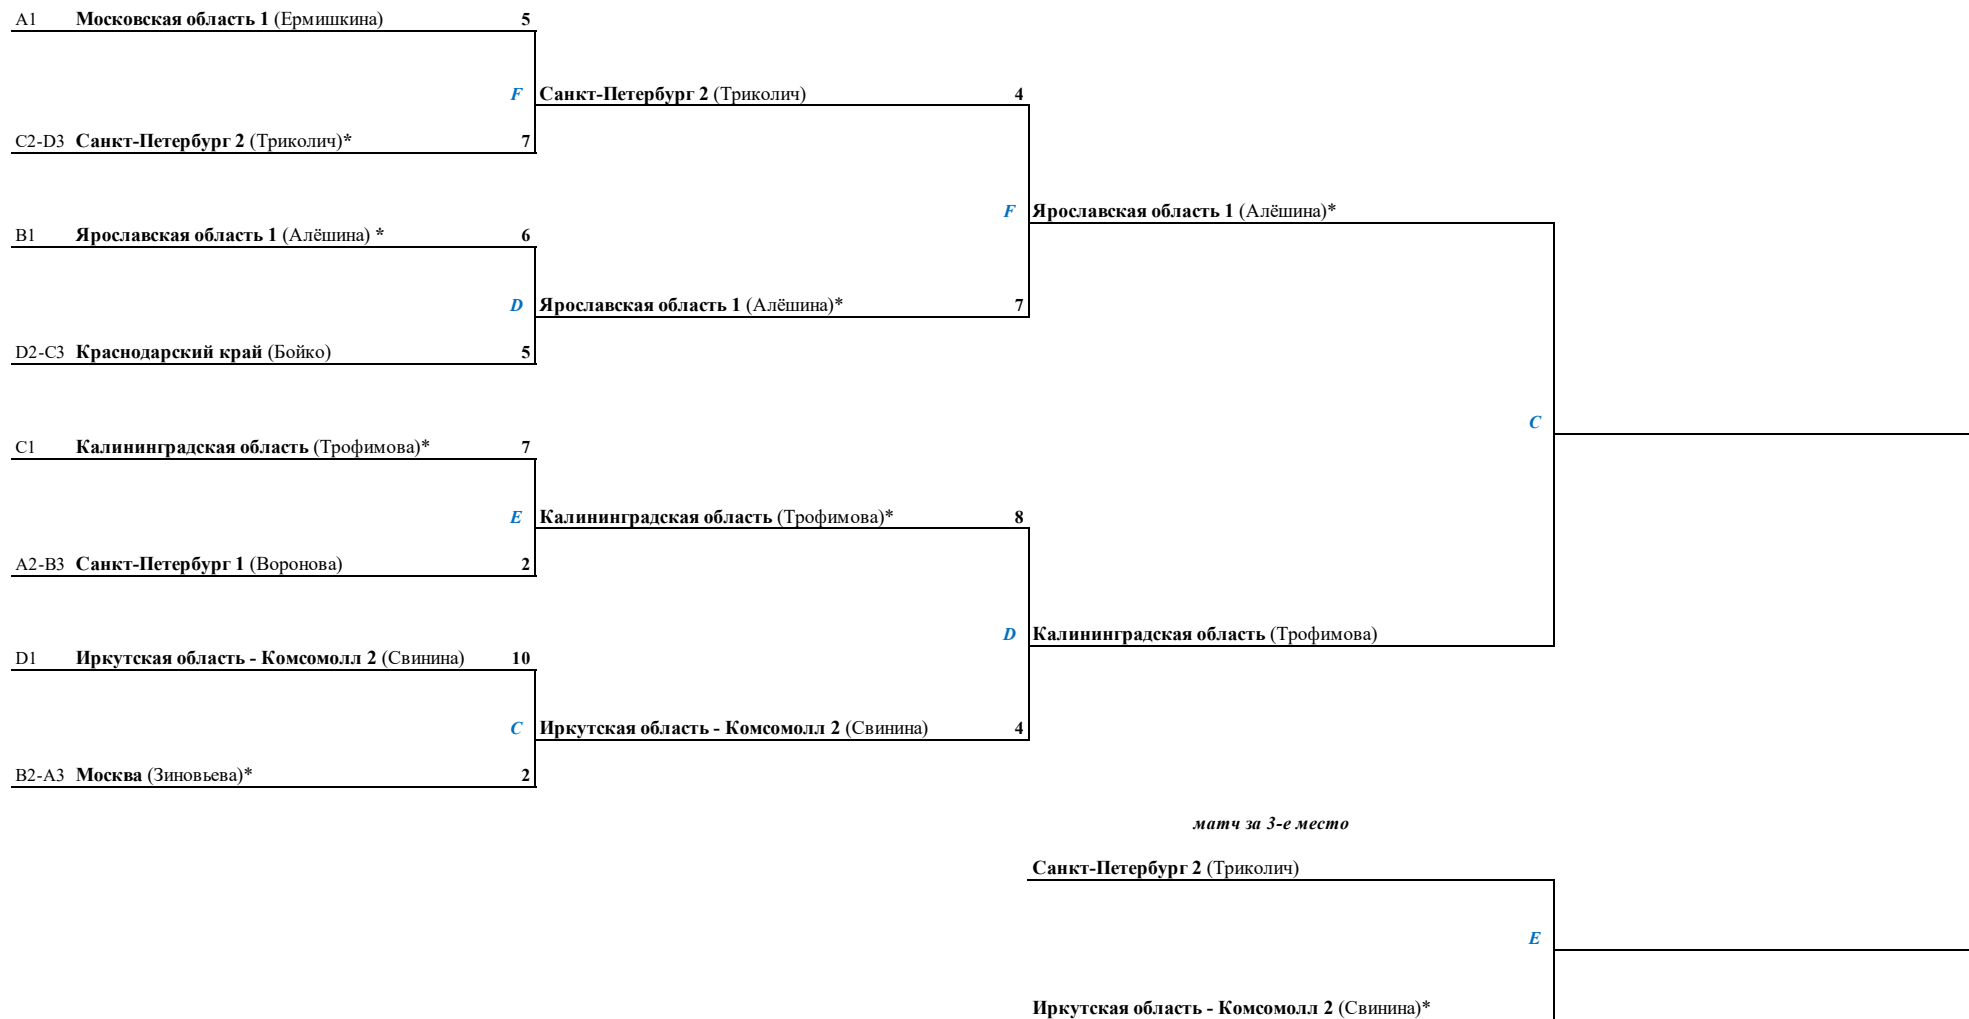 A1 Московская область 1 (Ермишкина) 5
F Санкт-Петербург 2 (Триколич) 4
C2-D3 Санкт-Петербург 2 (Триколич)* 7
F Ярославская область 1 (Алёшина)*
B1 Ярославская область 1 (Алёшина) * 6
D Ярославская область 1 (Алёшина)* 7
D2-C3 Краснодарский край (Бойко) 5
C
C1 Калининградская область (Трофимова)* 7
E Калининградская область (Трофимова)* 8
A2-B3 Санкт-Петербург 1 (Воронова) 2
D Калининградская область (Трофимова)
D1 Иркутская область - Комсомолл 2 (Свинина) 10
C Иркутская область - Комсомолл 2 (Свинина) 4
B2-A3 Москва (Зиновьева)* 2
матч за 3-е место
Санкт-Петербург 2 (Триколич)
E
Иркутская область - Комсомолл 2 (Свинина)*